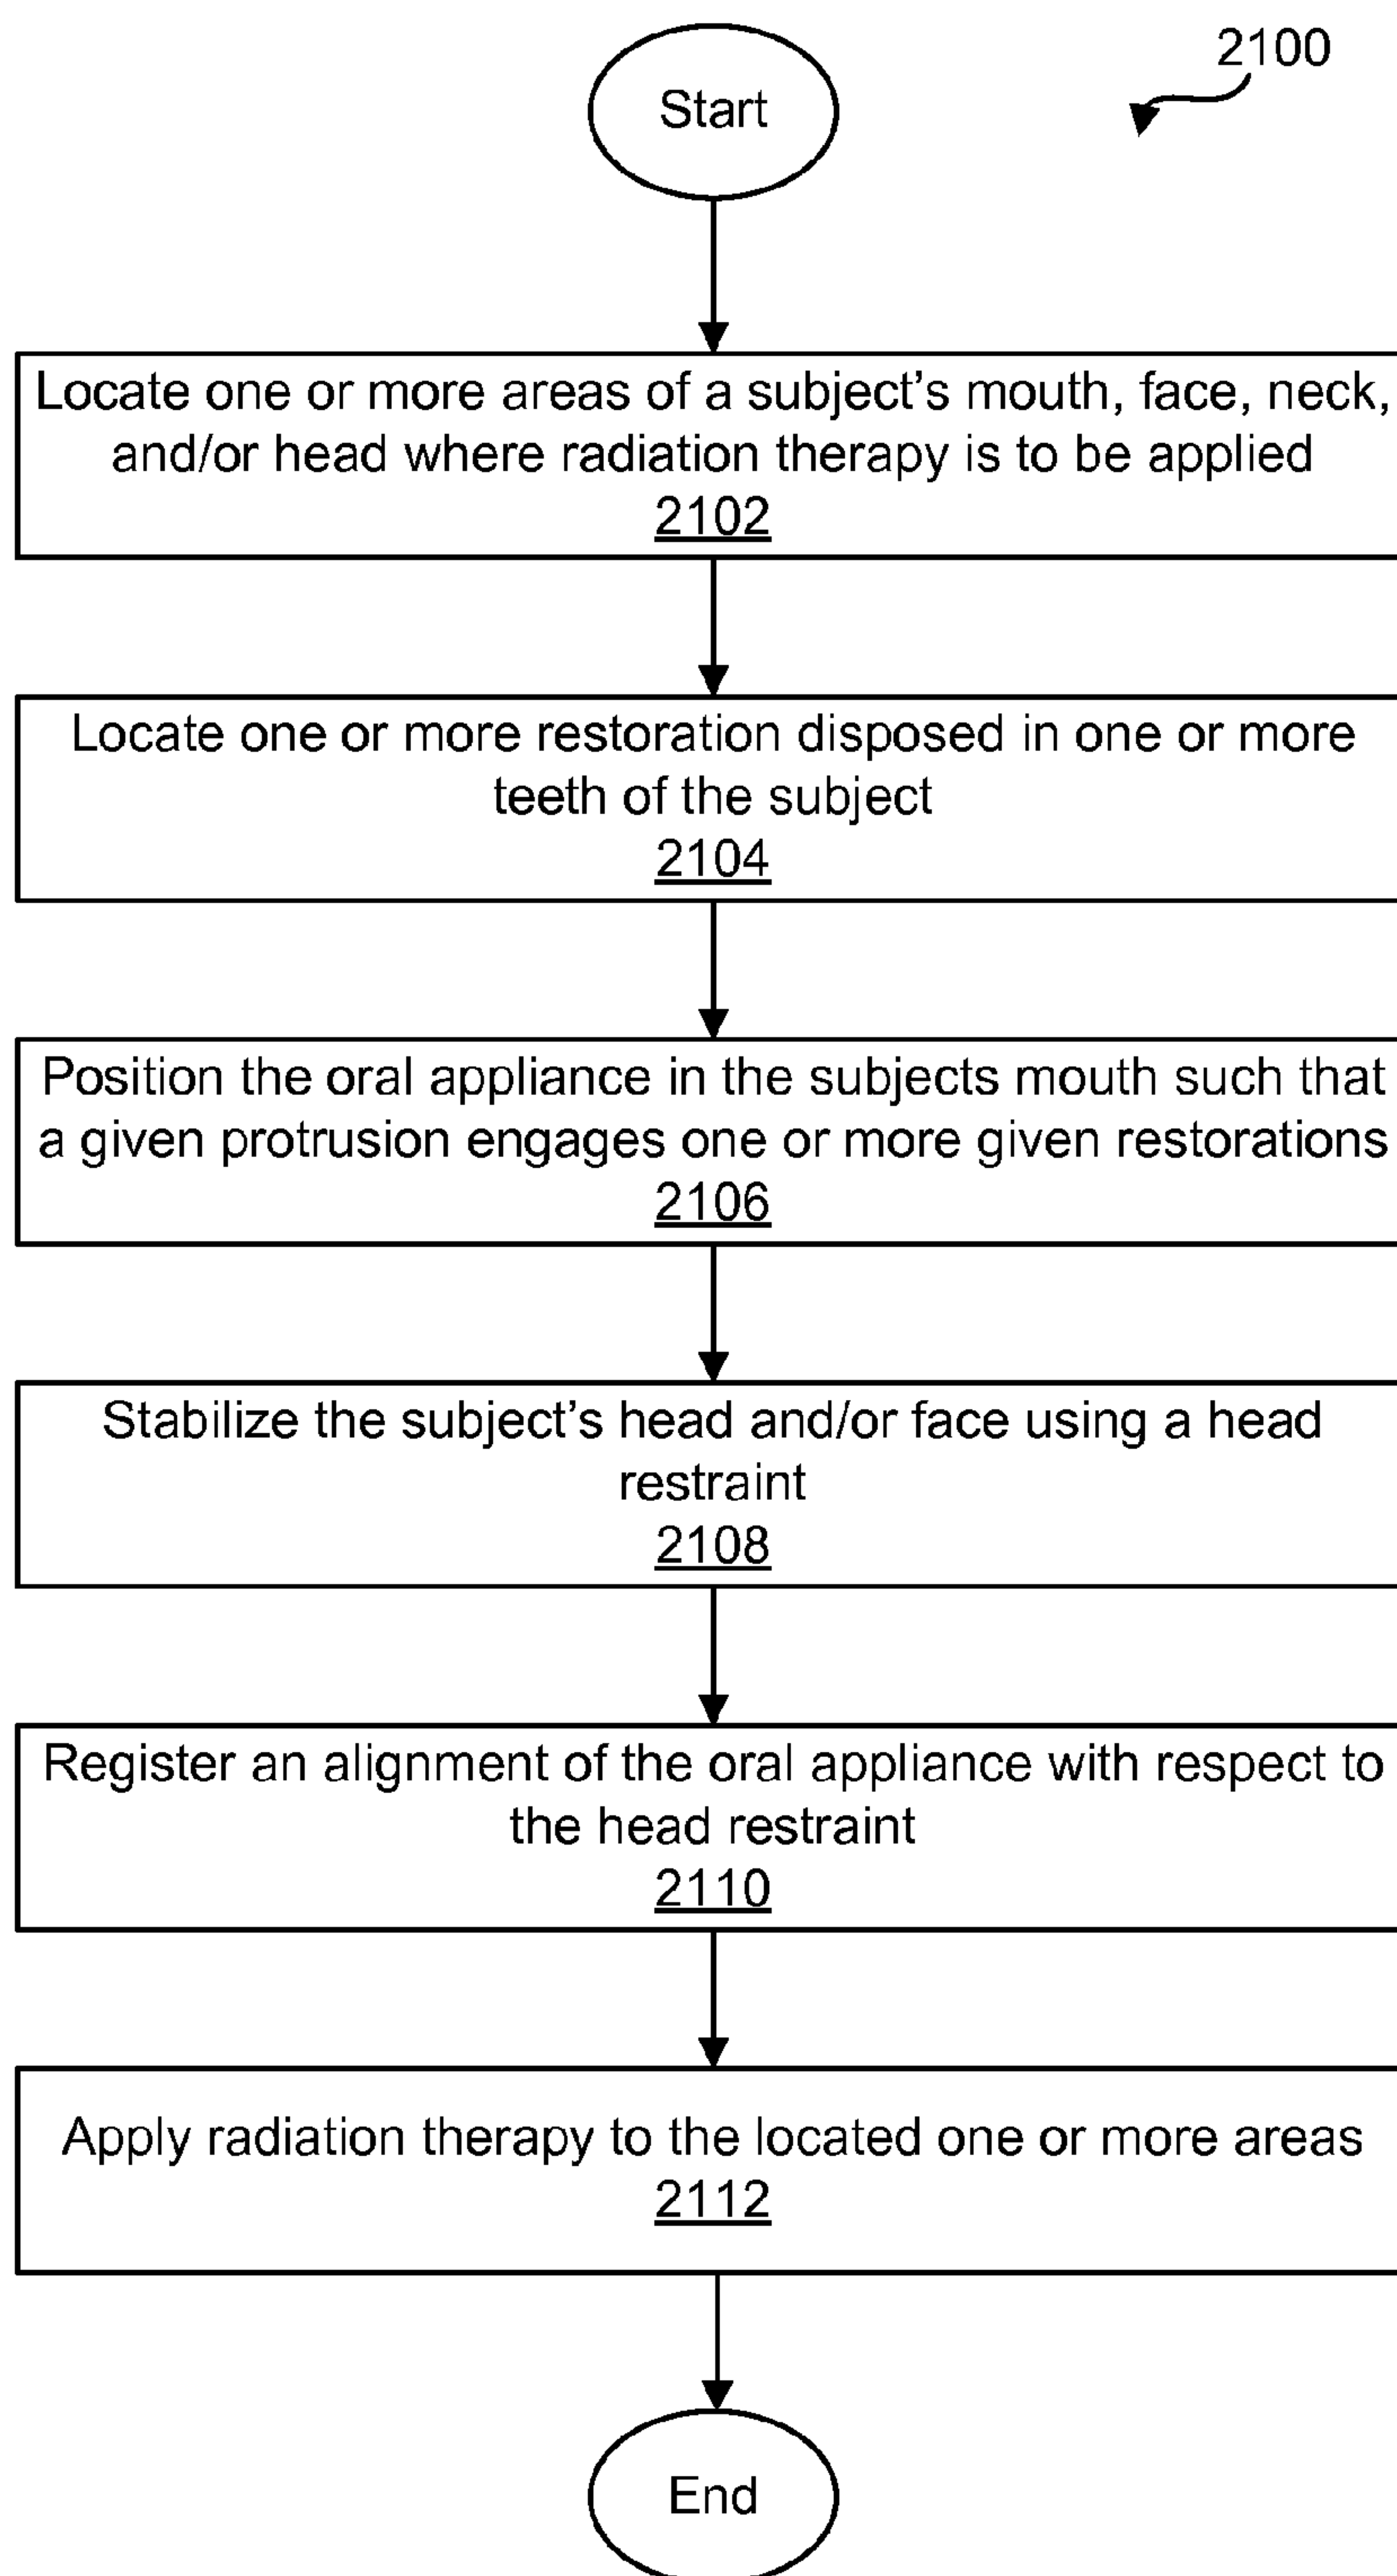 2100
Start
Locate one or more areas of a subject's mouth, face, neck,
and/or head where radiation therapy is to be applied
2102
Locate one or more restoration disposed in one or more
teeth of the subject
2104
Position the oral appliance in the subjects mouth such that
a given protrusion engages one or more given restorations
2106
Stabilize the subject's head and/or face using a head
restraint
2108
Register an alignment of the oral appliance with respect to
the head restraint
2110
Apply radiation therapy to the located one or more areas
2112
End